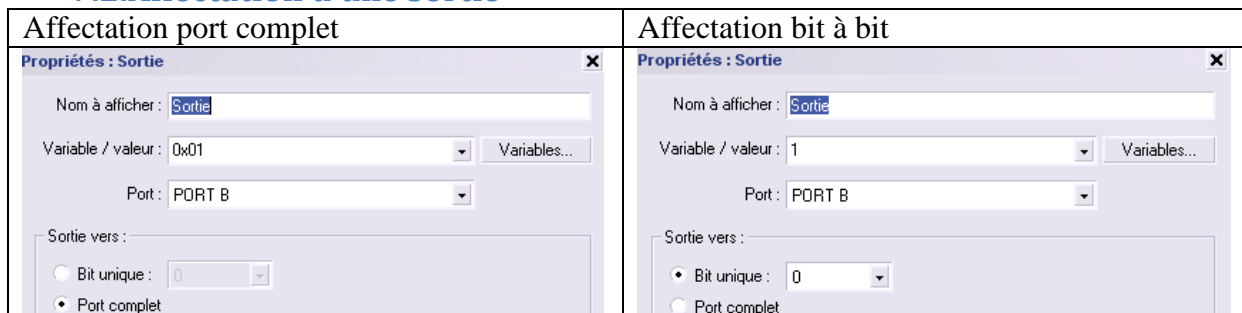 Affectation port complet
Propriétés : Sortie
Nom à afficher : Sortie
Variable / valeur : 0x01 Variables...
Port : PORT B
Sortie vers :
Bit unique : 0
Port complet
Affectation bit à bit
Propriétés : Sortie
Nom à afficher : Sortie
Variable / valeur : 1 Variables...
Port : PORT B
Sortie vers :
Bit unique : 0
Port complet